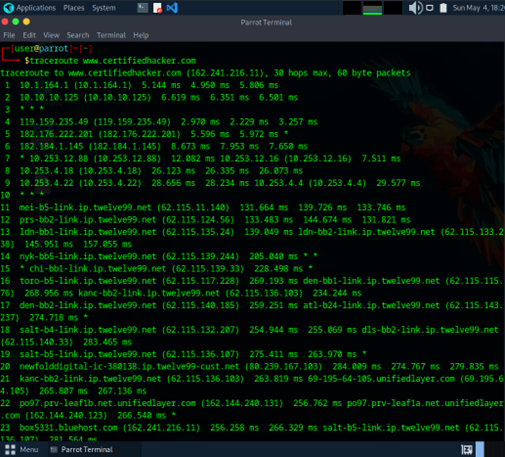 Applications Places System Sun May 4, 18:20
Parrot Terminal
File Edit View Search Terminal Help
[user@parrot]-[~]
$traceroute www.certifiedhacker.com
traceroute to www.certifiedhacker.com (162.241.216.11), 30 hops max, 60 byte packets
1 10.1.164.1 (10.1.164.1) 5.144 ms 4.950 ms 5.806 ms
2 10.10.10.125 (10.10.10.125) 6.619 ms 6.351 ms 6.501 ms
3 * * *
4 119.159.235.49 (119.159.235.49) 2.970 ms 2.229 ms 3.257 ms
5 182.176.222.201 (182.176.222.201) 5.596 ms 5.972 ms *
6 182.184.1.145 (182.184.1.145) 8.673 ms 7.953 ms 7.650 ms
7 * 10.253.12.88 (10.253.12.88) 12.082 ms 10.253.12.16 (10.253.12.16) 7.511 ms
8 10.253.4.18 (10.253.4.18) 26.123 ms 26.335 ms 26.073 ms
9 10.253.4.22 (10.253.4.22) 28.656 ms 28.234 ms 10.253.4.4 (10.253.4.4) 29.577 ms
10 * * *
11 mei-b5-link.ip.twelve99.net (62.115.11.140) 131.664 ms 139.726 ms 133.746 ms
12 prs-bb2-link.ip.twelve99.net (62.115.124.56) 133.483 ms 144.674 ms 131.821 ms
13 ldn-bb1-link.ip.twelve99.net (62.115.135.24) 139.049 ms ldn-bb2-link.ip.twelve99.net (62.115.133.2
38) 145.951 ms 157.055 ms
14 nyk-bb5-link.ip.twelve99.net (62.115.139.244) 205.040 ms * *
15 * chi-bb1-link.ip.twelve99.net (62.115.139.33) 228.498 ms *
16 toro-b5-link.ip.twelve99.net (62.115.117.228) 269.193 ms den-bb1-link.ip.twelve99.net (62.115.115.
76) 268.956 ms kanc-bb2-link.ip.twelve99.net (62.115.136.103) 234.244 ms
17 den-bb2-link.ip.twelve99.net (62.115.140.185) 259.251 ms atl-b24-link.ip.twelve99.net (62.115.143.
237) 274.718 ms *
18 salt-b4-link.ip.twelve99.net (62.115.132.207) 254.944 ms 255.069 ms dls-bb2-link.ip.twelve99.net
(62.115.140.33) 283.465 ms
19 salt-b5-link.ip.twelve99.net (62.115.136.107) 275.411 ms 263.970 ms *
20 newfolddigital-ic-380138.ip.twelve99-cust.net (80.239.167.103) 284.009 ms 274.767 ms 279.835 ms
21 kanc-bb2-link.ip.twelve99.net (62.115.136.103) 263.819 ms 69-195-64-105.unifiedlayer.com (69.195.6
4.105) 265.807 ms 267.136 ms
22 po97.prv-leaf1b.net.unifiedlayer.com (162.144.240.131) 256.762 ms po97.prv-leaf1a.net.unifiedlayer
.com (162.144.240.123) 266.540 ms *
23 box5331.bluehost.com (162.241.216.11) 256.258 ms 266.329 ms salt-b5-link.ip.twelve99.net (62.115.
136.107) 281.564 ms
Menu Parrot Terminal